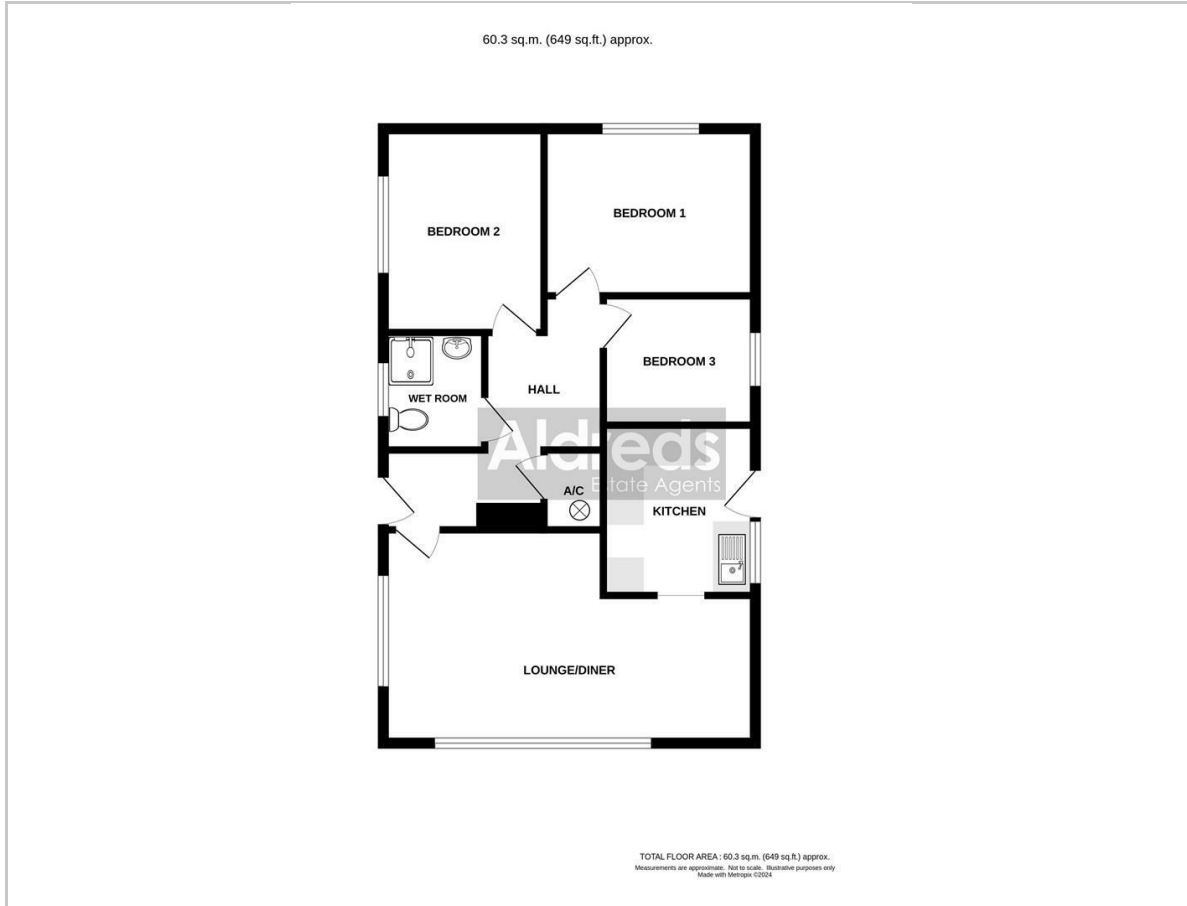 60.3 sq.m. (649 sq.ft.) approx.
BEDROOM 1
BEDROOM 2
BEDROOM 3
HALL
WET ROOM
Aldreds
Estate Agents
A/C
KITCHEN
LOUNGE/DINER
TOTAL FLOOR AREA : 60.3 sq.m. (649 sq.ft.) approx.
Measurements are approximate. Not to scale. Illustrative purposes only
Made with Metropix ©2024